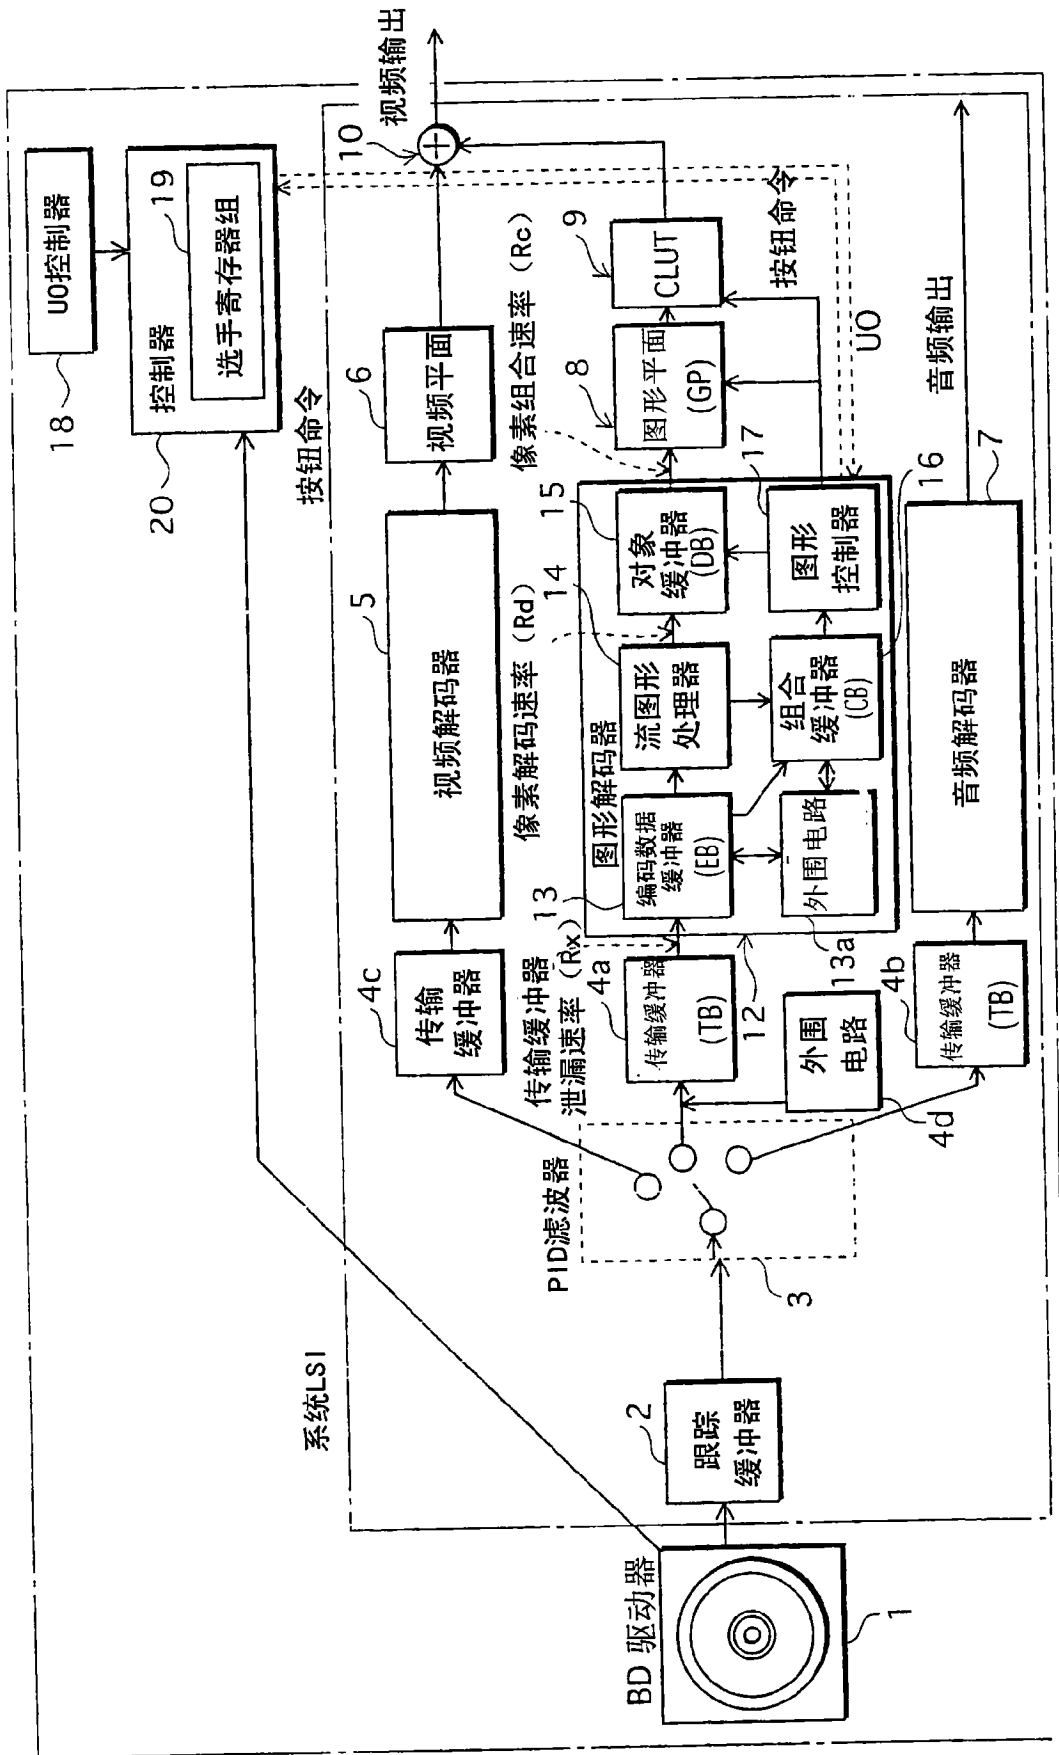 UO控制器
18
控制器
19
选手寄存器组
20
按钮命令
视频输出
10
系统LSI
5
视频解码器
6
视频平面
像素解码速率(Rd)
像素组合速率(Rc)
4c
传输
缓冲器
传输缓冲器
泄漏速率(Rx)
图形解码器
13
编码数据
缓冲器
(EB)
14
流图形
处理器
15
对象
缓冲器
(DB)
8
图形平面
(GP)
9
CLUT
按钮命令
UO
BD 驱动器
1
2
跟踪
缓冲器
PID滤波器
3
4a
传输缓冲器
(TB)
12
外围电路
13a
组合
缓冲器
(CB)
16
17
图形
控制器
外围
电路
4d
4b
传输缓冲器
(TB)
音频解码器
7
音频输出